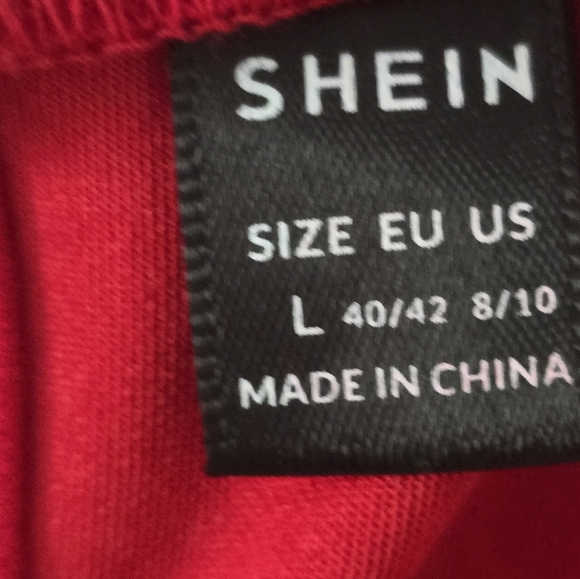 SHEIN
SIZE EU US
L 40/42 8/10
MADE IN CHINA